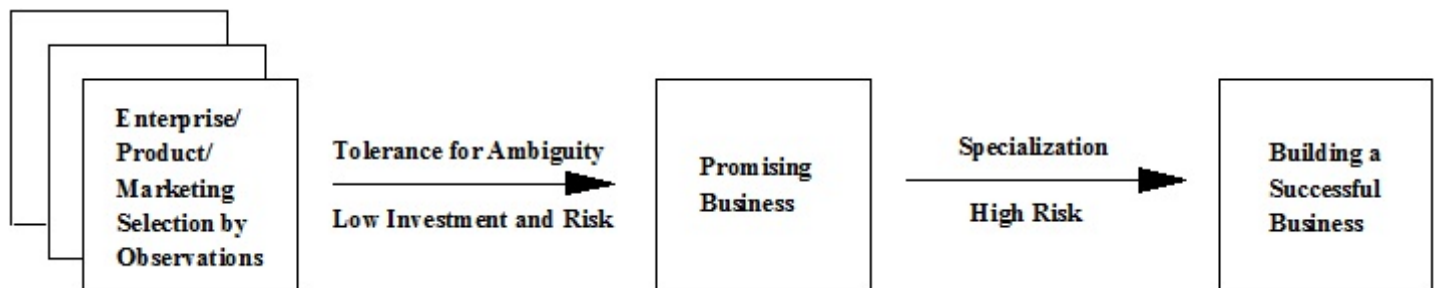 Enterprise/
Product/
Marketing
Selection by
Observations
Tolerance for Ambiguity
Low Investment and Risk
Promising
Business
Specialization
High Risk
Building a
Successful
Business